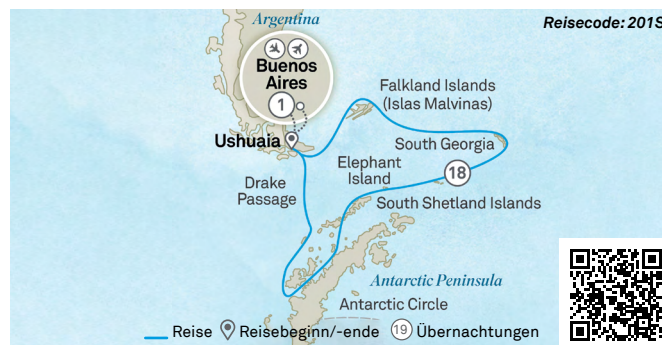 Argentina
Reisecode: 201S
Buenos
Aires
1
Ushuaia
Falkland Islands
(Islas Malvinas)
South Georgia
Elephant
Island
18
Drake
Passage
South Shetland Islands
Antarctic Peninsula
Antarctic Circle
Reise Reisebeginn/-ende 19 Übernachtungen